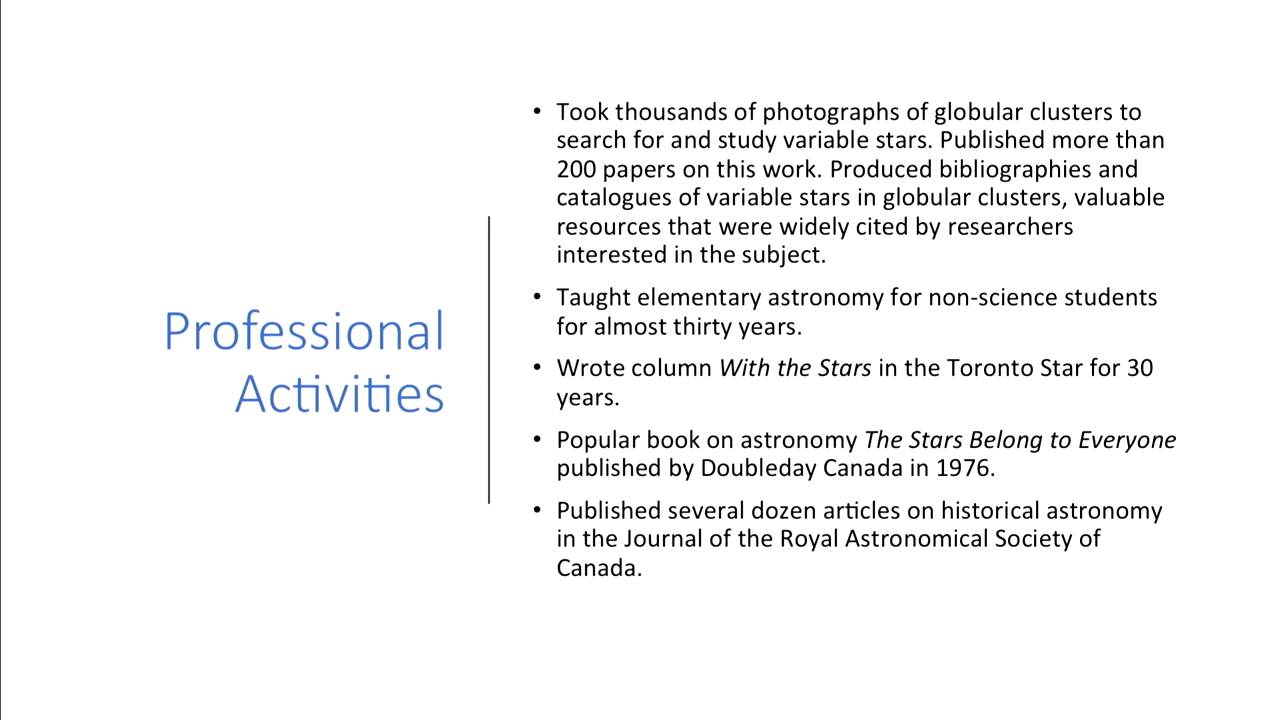 Professional
Activities
• Took thousands of photographs of globular clusters to
search for and study variable stars. Published more than
200 papers on this work. Produced bibliographies and
catalogues of variable stars in globular clusters, valuable
resources that were widely cited by researchers
interested in the subject.
• Taught elementary astronomy for non-science students
for almost thirty years.
• Wrote column With the Stars in the Toronto Star for 30
years.
• Popular book on astronomy The Stars Belong to Everyone
published by Doubleday Canada in 1976.
• Published several dozen articles on historical astronomy
in the Journal of the Royal Astronomical Society of
Canada.